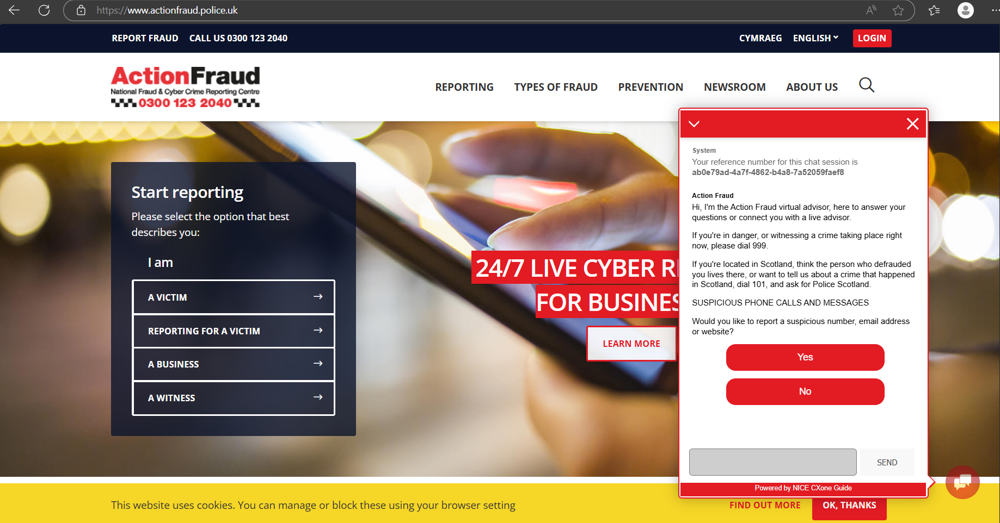 https://www.actionfraud.police.uk
REPORT FRAUD CALL US 0300 123 2040
CYMRAEG ENGLISH LOGIN
ActionFraud
National Fraud & Cyber Crime Reporting Centre
0300 123 2040
REPORTING TYPES OF FRAUD PREVENTION NEWSROOM ABOUT US
Start reporting
Please select the option that best
describes you:
I am
A VICTIM
REPORTING FOR A VICTIM
A BUSINESS
A WITNESS
24/7 LIVE CYBER
FOR
LEARN MORE
System
Your reference number for this chat session is
ab0e79ad-4a7f-4862-b4a8-7a52059faef8
Action Fraud
Hi, I'm the Action Fraud virtual advisor, here to answer your
questions or connect you with a live advisor.
If you're in danger, or witnessing a crime taking place right
now, please dial 999.
If you're located in Scotland, think the person who defrauded
you lives there, or want to tell us about a crime that happened
in Scotland, dial 101, and ask for Police Scotland.
SUSPICIOUS PHONE CALLS AND MESSAGES
Would you like to report a suspicious number, email address
or website?
Yes
No
SEND
Powered by NICE CXone Guide
This website uses cookies. You can manage or block these using your browser setting
FIND OUT MORE OK, THANKS